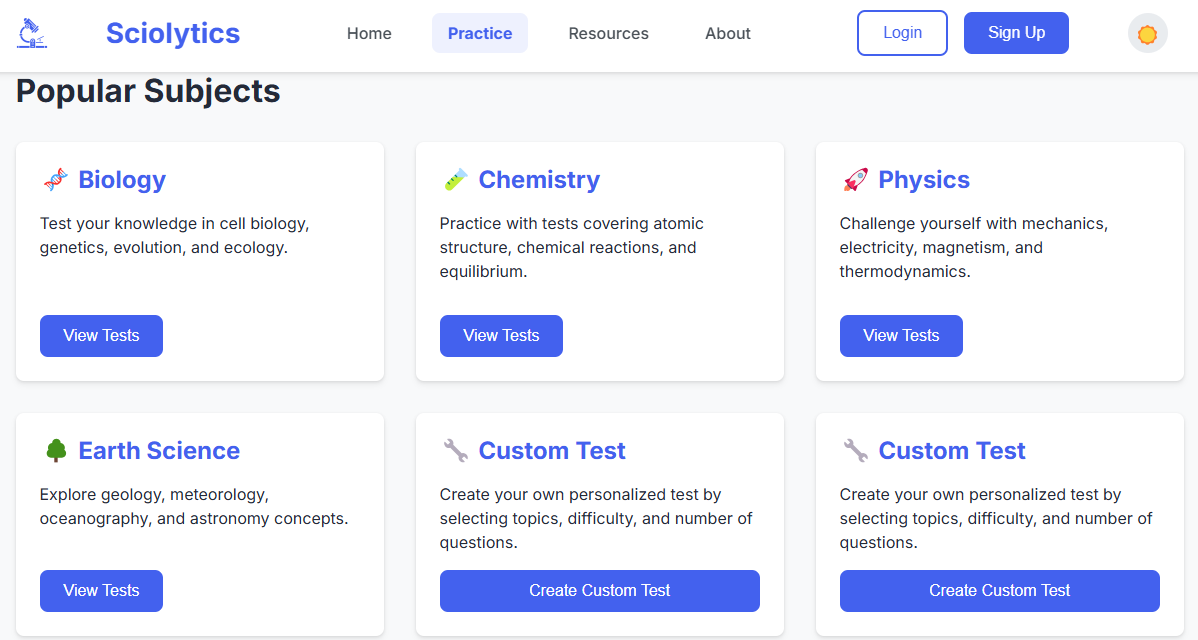 Sciolytics
Home
Practice
Resources
About
Login
Sign Up
Popular Subjects
Biology
Test your knowledge in cell biology,
genetics, evolution, and ecology.
View Tests
Chemistry
Practice with tests covering atomic
structure, chemical reactions, and
equilibrium.
View Tests
Physics
Challenge yourself with mechanics,
electricity, magnetism, and
thermodynamics.
View Tests
Earth Science
Explore geology, meteorology,
oceanography, and astronomy concepts.
View Tests
Custom Test
Create your own personalized test by
selecting topics, difficulty, and number of
questions.
Create Custom Test
Custom Test
Create your own personalized test by
selecting topics, difficulty, and number of
questions.
Create Custom Test